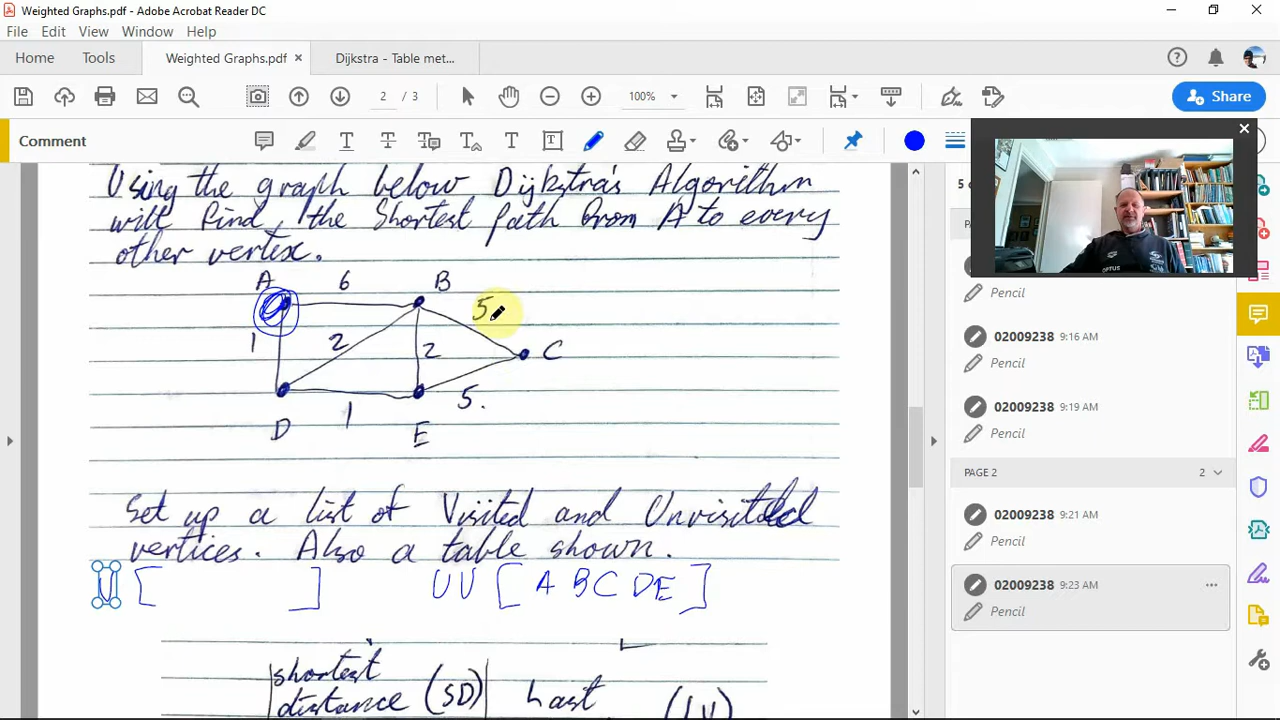 Weighted Graphs.pdf - Adobe Acrobat Reader DC
File Edit View Window Help
Home Tools Weighted Graphs.pdf × Dijkstra - Table met...
2 / 3 100% Share
Comment
Using the graph below Dijkstra's Algorithm
will find, the shortest path from A to every
other vertex.
A 6 B
5
1 2 2 C
5.
1
D E
Set up a list of Visited and Unvisited
vertices. Also a table shown.
V [ ] UV [ A B C D E ]
shortest
distance (SD) Last (LV)
OPTUS
5 c
Pencil
02009238 9:16 AM
Pencil
02009238 9:19 AM
Pencil
PAGE 2 2
02009238 9:21 AM
Pencil
02009238 9:23 AM ...
Pencil